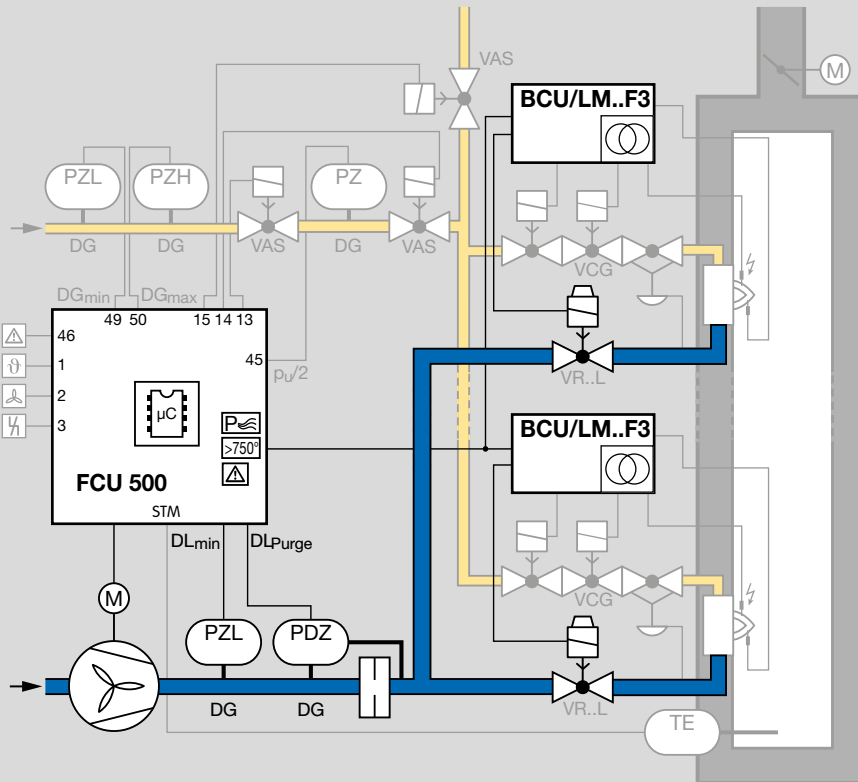 VAS
M
BCU/LM..F3
PZL
PZH
PZ
DG
DG
VAS
DG
VAS
VCG
DGmin
DGmax
49 50
15 14 13
46
1
2
3
45
pu/2
ϑ
µC
P
>750°
FCU 500
STM
VR..L
BCU/LM..F3
DLmin
DLPurge
VCG
M
PZL
PDZ
DG
DG
VR..L
TE